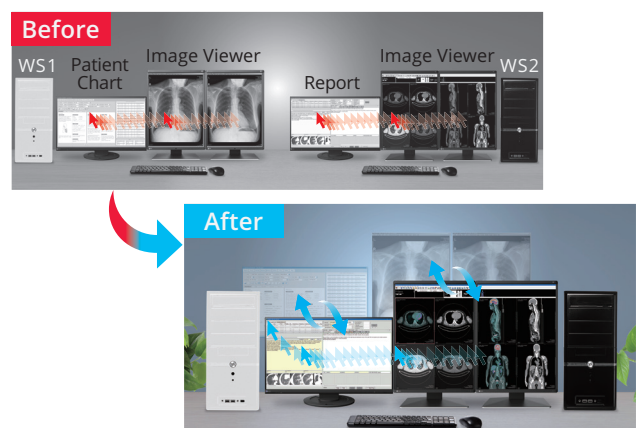 Before
WS1
Patient
Chart
Image Viewer
Report
Image Viewer
WS2
After